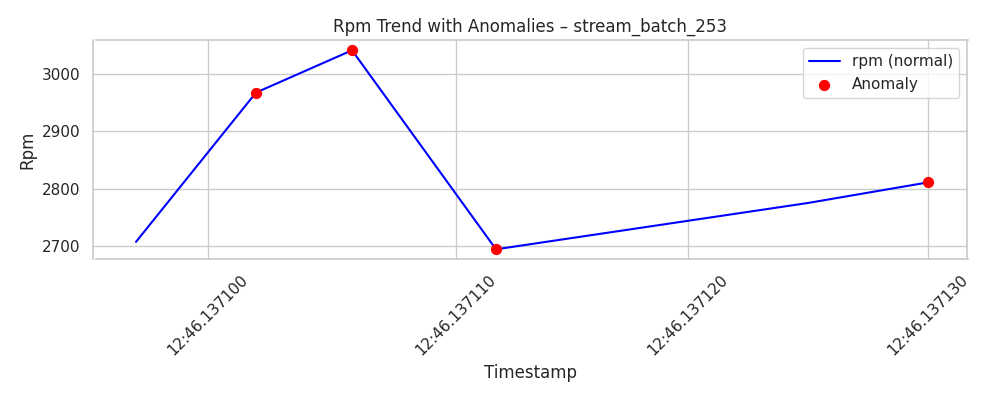 Rpm Trend with Anomalies – stream_batch_253
rpm (normal)
Anomaly
Rpm
3000
2900
2800
2700
12:46.137100
12:46.137110
12:46.137120
12:46.137130
Timestamp